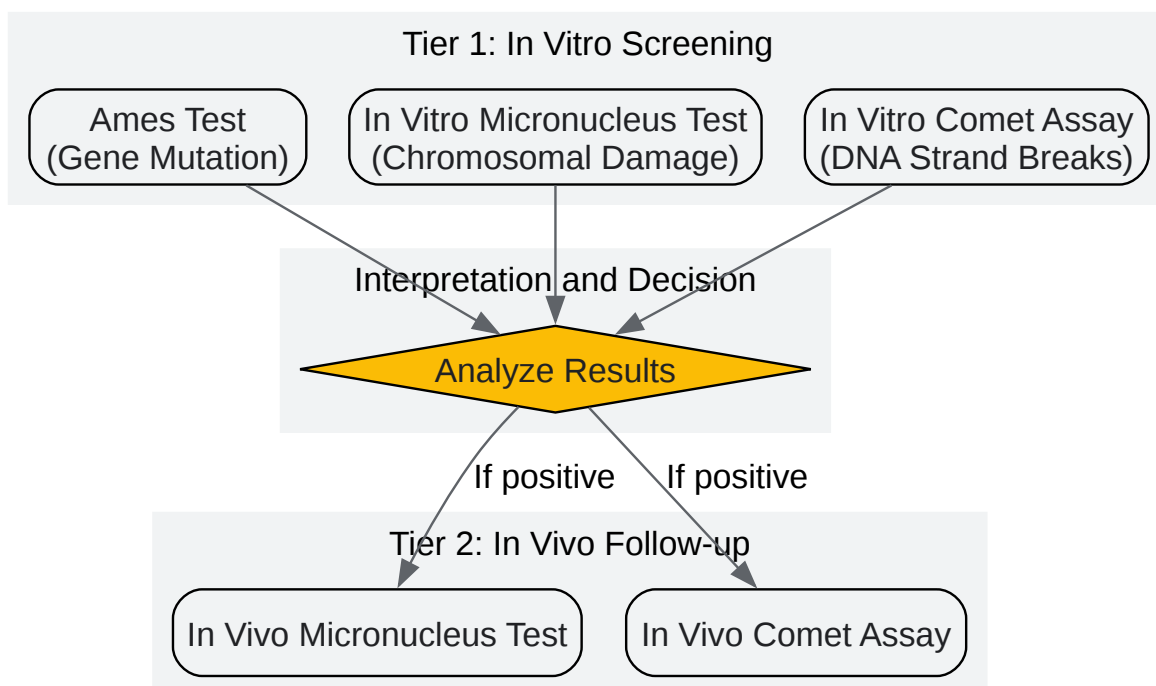 Tier 1: In Vitro Screening
Ames Test
(Gene Mutation)
In Vitro Micronucleus Test
(Chromosomal Damage)
In Vitro Comet Assay
(DNA Strand Breaks)
Interpretation and Decision
Analyze Results
If positive
If positive
Tier 2: In Vivo Follow-up
In Vivo Micronucleus Test
In Vivo Comet Assay